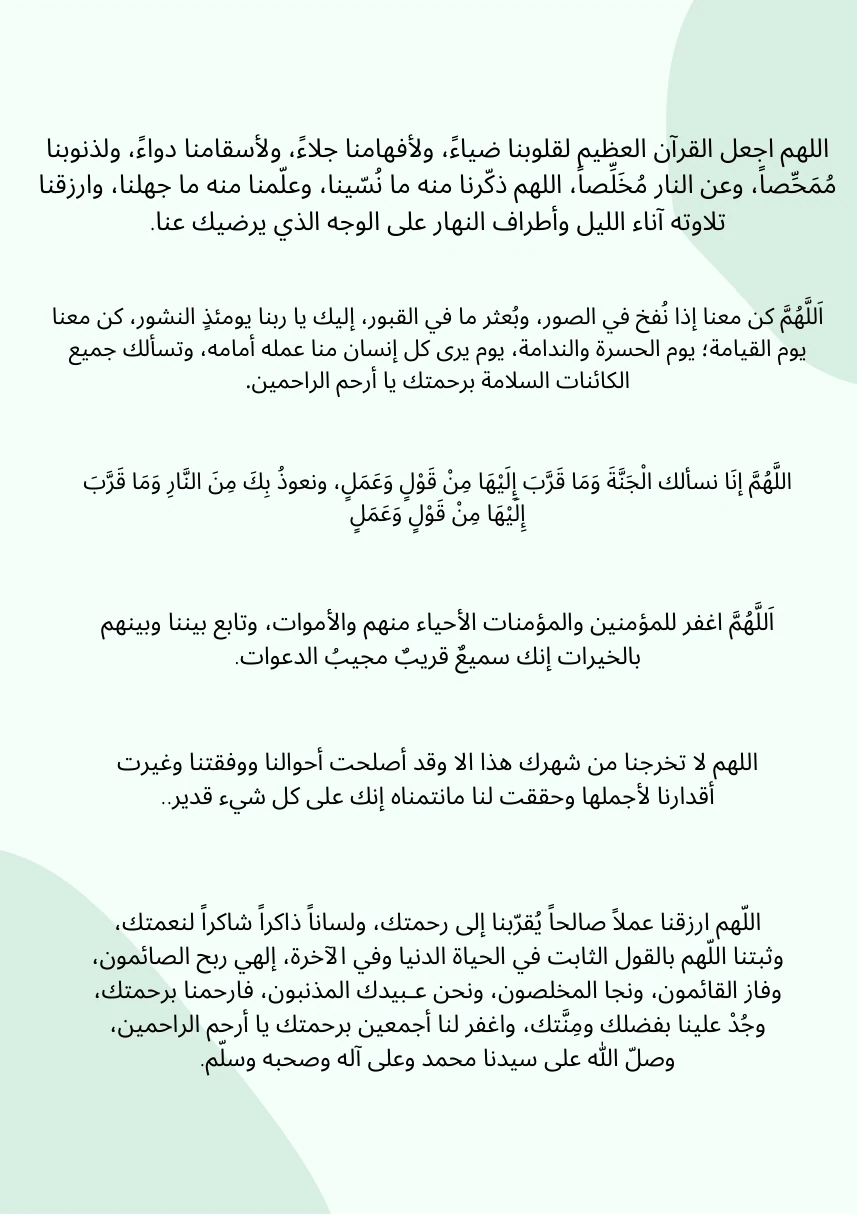 اللهم اجعل القرآن العظيم لقلوبنا ضياءً، ولأفهامنا جلاءً، ولأسقامنا دواءً، ولذنوبنا
مُمَحِّصاً، وعن النار مُخَلِّصاً، اللهم ذكّرنا منه ما نُسّينا، وعلّمنا منه ما جهلنا، وارزقنا
تلاوته آناء الليل وأطراف النهار على الوجه الذي يرضيك عنا.
اَللَّهُمَّ كن معنا إذا نُفخ في الصور، وبُعثر ما في القبور، إليك يا ربنا يومئذٍ النشور، كن معنا
يوم القيامة؛ يوم الحسرة والندامة، يوم يرى كل إنسان منا عمله أمامه، وتسألك جميع
الكائنات السلامة برحمتك يا أرحم الراحمين.
اللَّهُمَّ إنَا نسألك الْجَنَّةَ وَمَا قَرَّبَ إِلَيْهَا مِنْ قَوْلٍ وَعَمَلٍ، ونعوذُ بِكَ مِنَ النَّارِ وَمَا قَرَّبَ
إِلَيْهَا مِنْ قَوْلٍ وَعَمَلٍ
اَللَّهُمَّ اغفر للمؤمنين والمؤمنات الأحياء منهم والأموات، وتابع بيننا وبينهم
بالخيرات إنك سميعٌ قريبٌ مجيبُ الدعوات.
اللهم لا تخرجنا من شهرك هذا الا وقد أصلحت أحوالنا ووفقتنا وغيرت
أقدارنا لأجملها وحققت لنا مانتمناه إنك على كل شيء قدير..
اللّهم ارزقنا عملاً صالحاً يُقرّبنا إلى رحمتك، ولساناً ذاكراً شاكراً لنعمتك،
وثبتنا اللّهم بالقول الثابت في الحياة الدنيا وفي الآخرة، إلهي ربح الصائمون،
وفاز القائمون، ونجا المخلصون، ونحن عـبيدك المذنبون، فارحمنا برحمتك،
وجُدْ علينا بفضلك ومِنَّتك، واغفر لنا أجمعين برحمتك يا أرحم الراحمين،
وصلّ الله على سيدنا محمد وعلى آله وصحبه وسلّم.